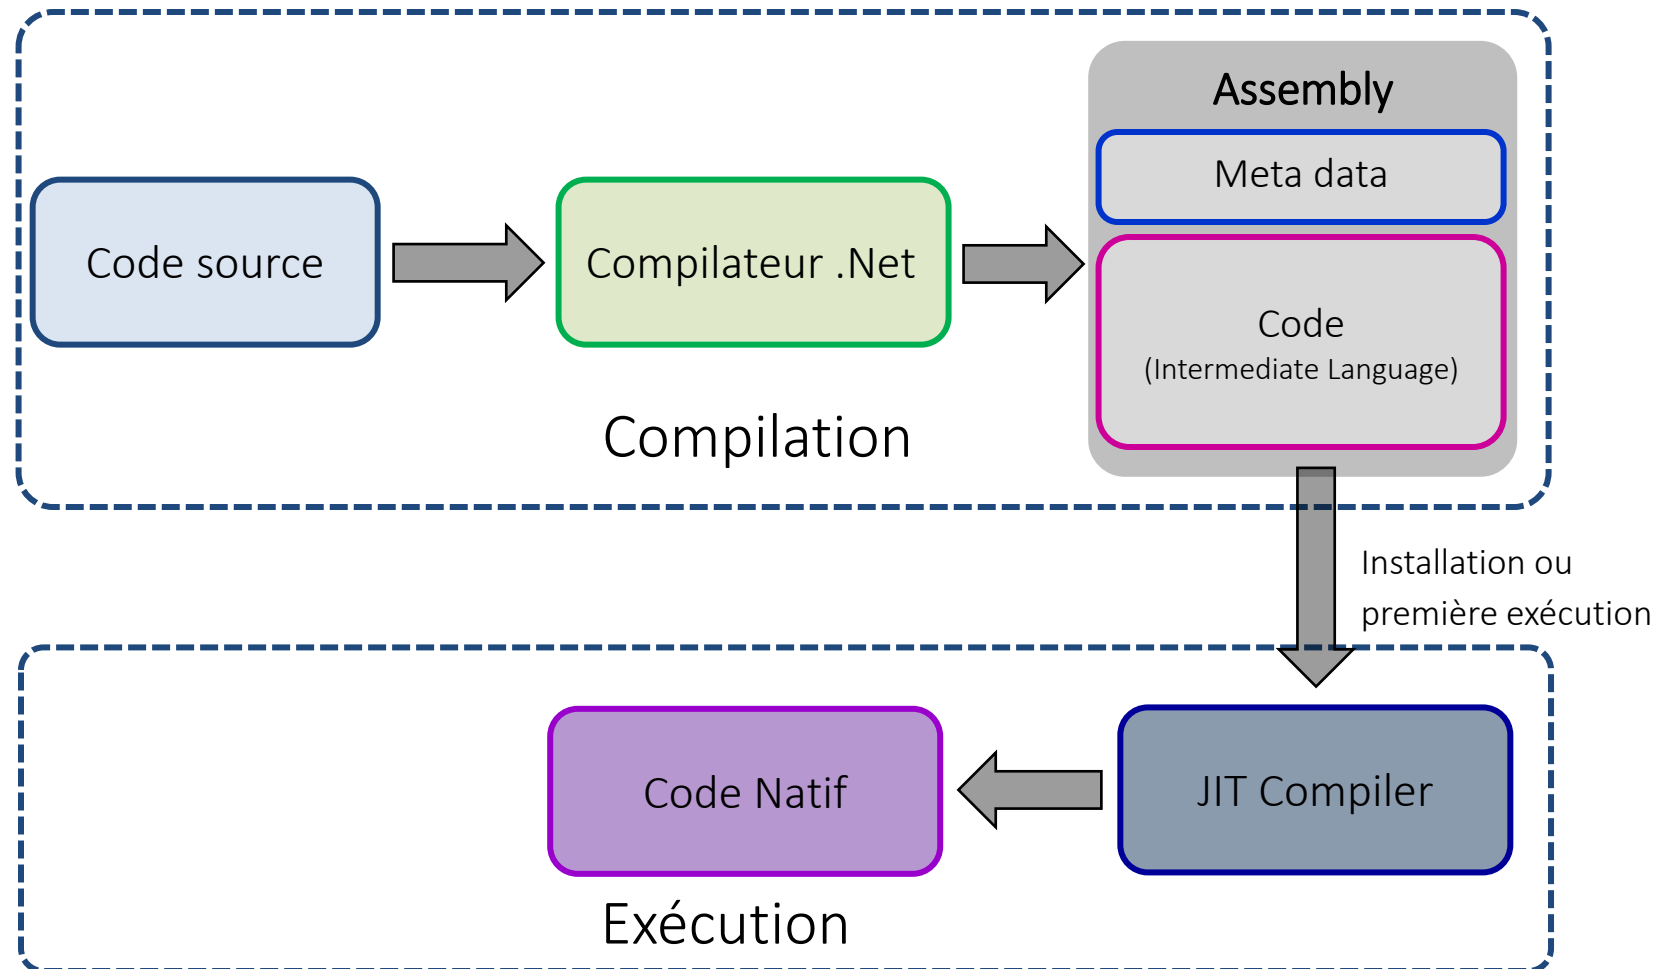 Assembly
Meta data
Code source
Compilateur .Net
Code
(Intermediate Language)
Compilation
Installation ou
première exécution
Code Natif
JIT Compiler
Exécution